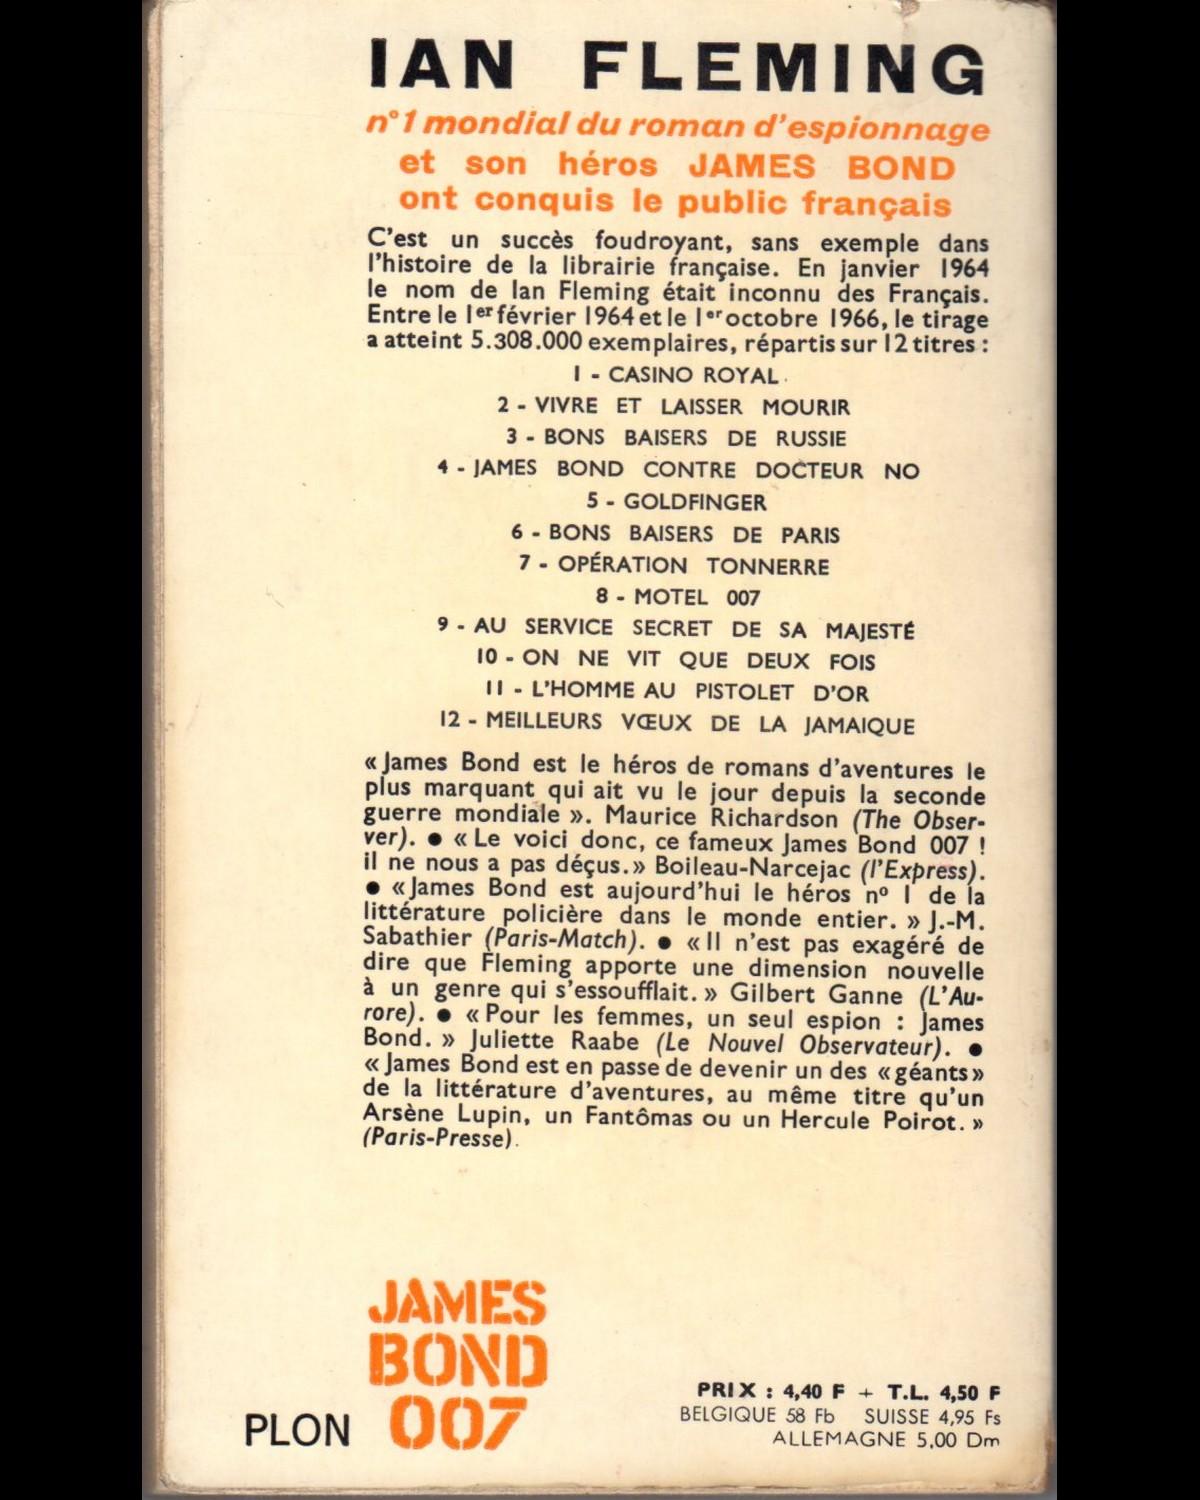 IAN FLEMING
n°1 mondial du roman d'espionnage
et son héros JAMES BOND
ont conquis le public français
C'est un succès foudroyant, sans exemple dans
l'histoire de la librairie française. En janvier 1964
le nom de Ian Fleming était inconnu des Français.
Entre le 1er février 1964 et le 1er octobre 1966, le tirage
a atteint 5.308.000 exemplaires, répartis sur 12 titres :
1 - CASINO ROYAL
2 - VIVRE ET LAISSER MOURIR
3 - BONS BAISERS DE RUSSIE
4 - JAMES BOND CONTRE DOCTEUR NO
5 - GOLDFINGER
6 - BONS BAISERS DE PARIS
7 - OPÉRATION TONNERRE
8 - MOTEL 007
9 - AU SERVICE SECRET DE SA MAJESTÉ
10 - ON NE VIT QUE DEUX FOIS
11 - L'HOMME AU PISTOLET D'OR
12 - MEILLEURS VŒUX DE LA JAMAIQUE
« James Bond est le héros de romans d'aventures le
plus marquant qui ait vu le jour depuis la seconde
guerre mondiale ». Maurice Richardson (The Obser-
ver). ● « Le voici donc, ce fameux James Bond 007 !
il ne nous a pas déçus. » Boileau-Narcejac (l'Express).
● « James Bond est aujourd'hui le héros nº 1 de la
littérature policière dans le monde entier. » J.-M.
Sabathier (Paris-Match). ● « Il n'est pas exagéré de
dire que Fleming apporte une dimension nouvelle
à un genre qui s'essoufflait. » Gilbert Ganne (L'Au-
rore). ● « Pour les femmes, un seul espion : James
Bond. » Juliette Raabe (Le Nouvel Observateur). ●
« James Bond est en passe de devenir un des « géants »
de la littérature d'aventures, au même titre qu'un
Arsène Lupin, un Fantômas ou un Hercule Poirot. »
(Paris-Presse).
JAMES
BOND
007
PLON
PRIX : 4,40 F + T.L. 4,50 F
BELGIQUE 58 Fb SUISSE 4,95 Fs
ALLEMAGNE 5,00 Dm